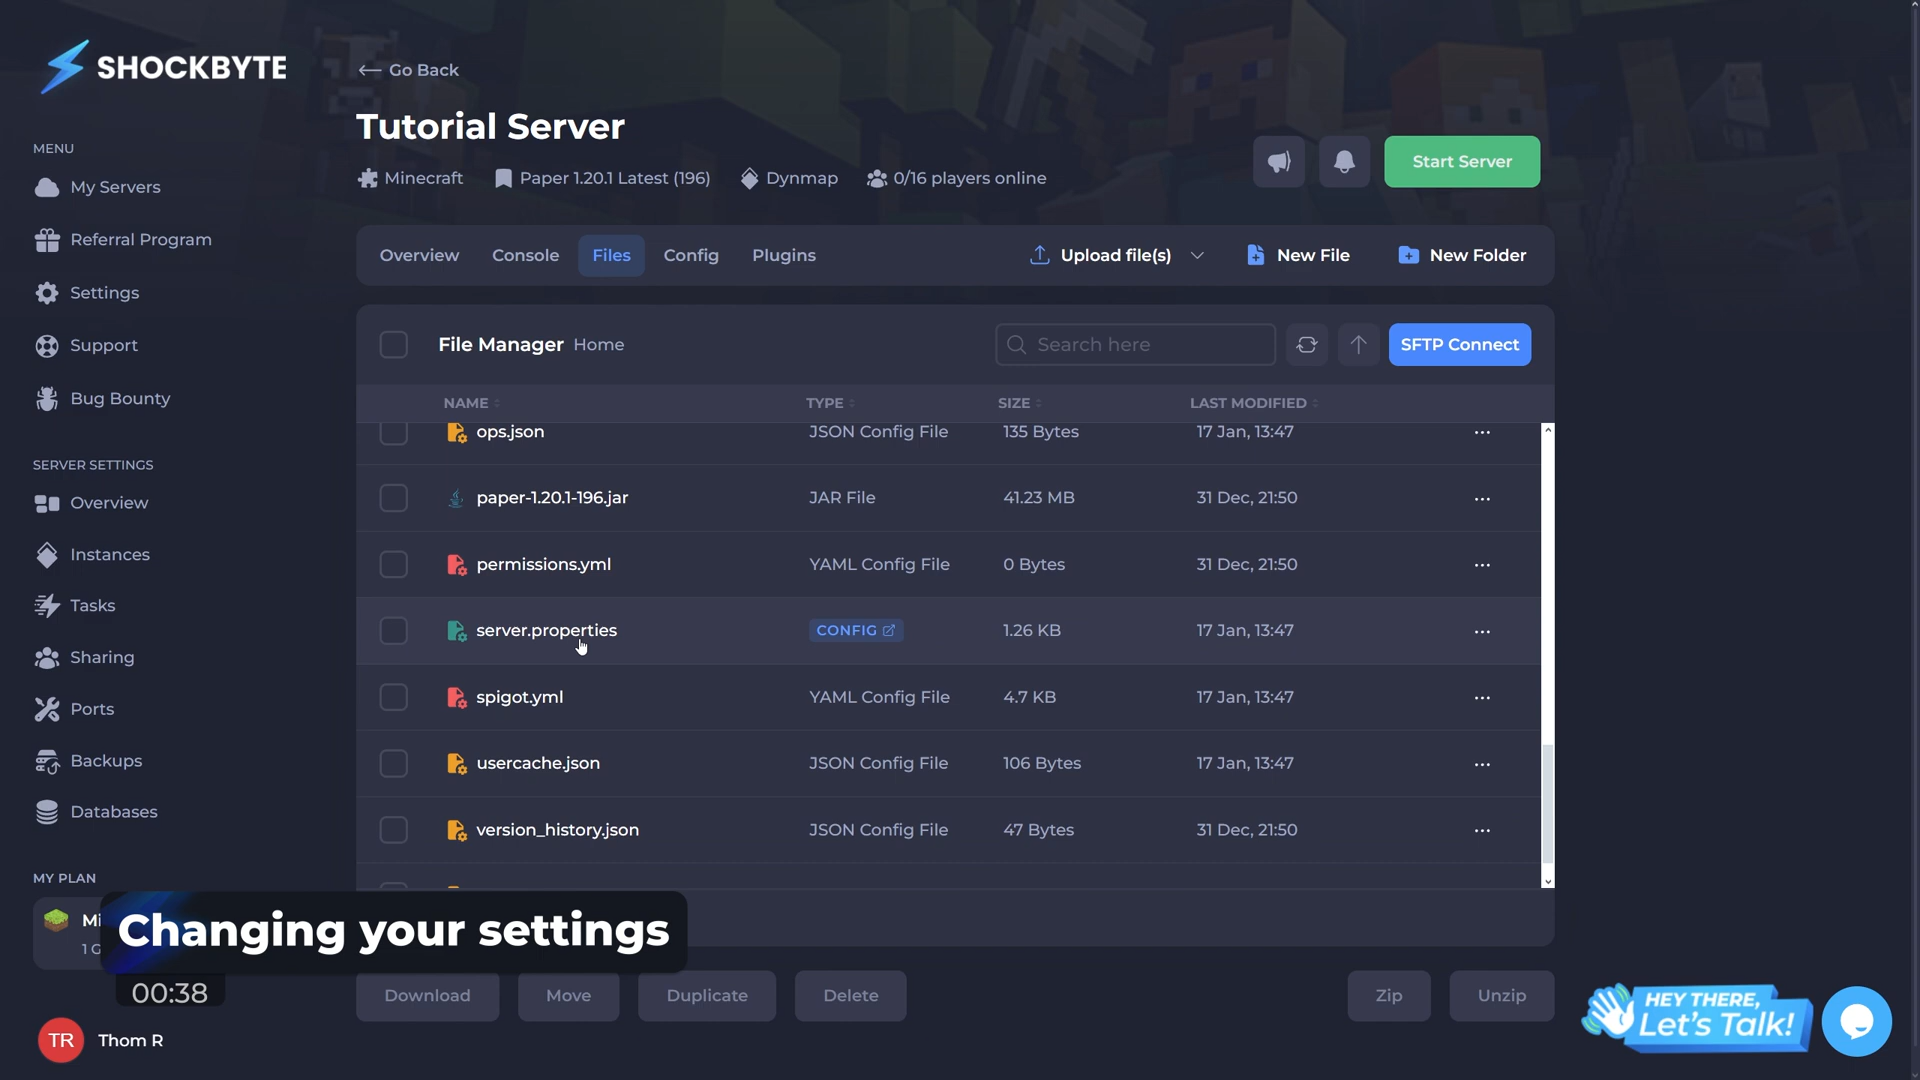 SHOCKBYTE
Go Back
Tutorial Server
Minecraft
Paper 1.20.1 Latest (196)
Dynmap
0/16 players online
Start Server
MENU
My Servers
Referral Program
Settings
Support
Bug Bounty
SERVER SETTINGS
Overview
Instances
Tasks
Sharing
Ports
Backups
Databases
MY PLAN
Mi
1 G
Overview
Console
Files
Config
Plugins
Upload file(s)
New File
New Folder
File Manager Home
Search here
SFTP Connect
NAME TYPE SIZE LAST MODIFIED
ops.json JSON Config File 135 Bytes 17 Jan, 13:47
paper-1.20.1-196.jar JAR File 41.23 MB 31 Dec, 21:50
permissions.yml YAML Config File 0 Bytes 31 Dec, 21:50
server.properties CONFIG 1.26 KB 17 Jan, 13:47
spigot.yml YAML Config File 4.7 KB 17 Jan, 13:47
usercache.json JSON Config File 106 Bytes 17 Jan, 13:47
version_history.json JSON Config File 47 Bytes 31 Dec, 21:50
Changing your settings
00:38
Download
Move
Duplicate
Delete
Zip
Unzip
TR
Thom R
HEY THERE,
Let's Talk!